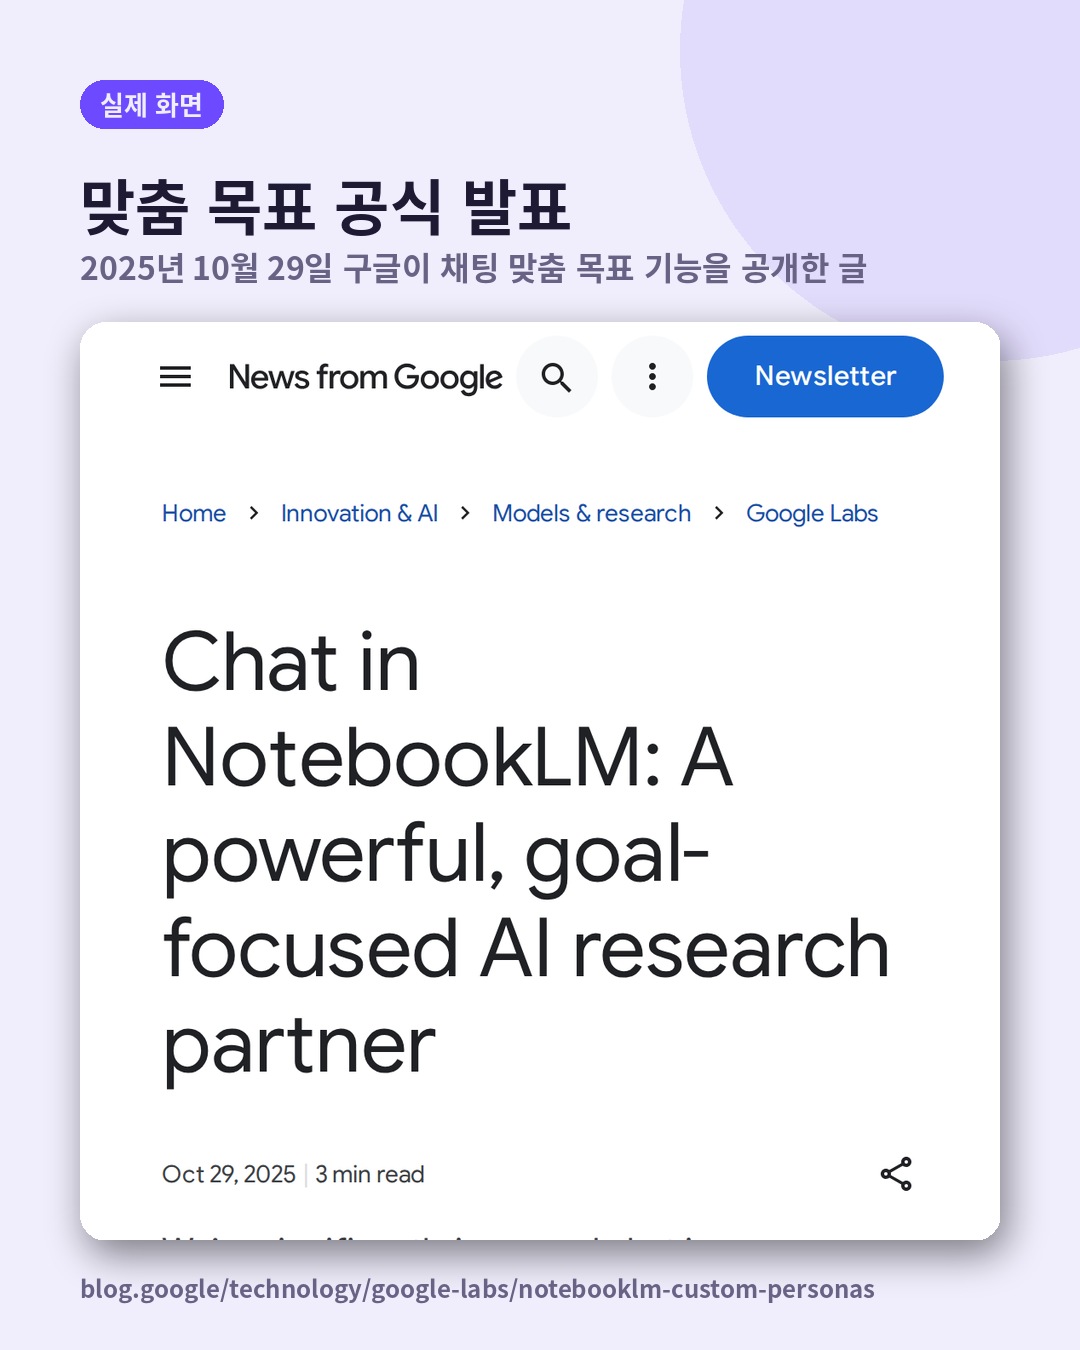 실제 화면
맞춤 목표 공식 발표
2025년 10월 29일 구글이 채팅 맞춤 목표 기능을 공개한 글
News from Google
Newsletter
Home > Innovation & AI > Models & research > Google Labs
Chat in
NotebookLM: A
powerful, goal-
focused AI research
partner
Oct 29, 2025 | 3 min read
blog.google/technology/google-labs/notebooklm-custom-personas